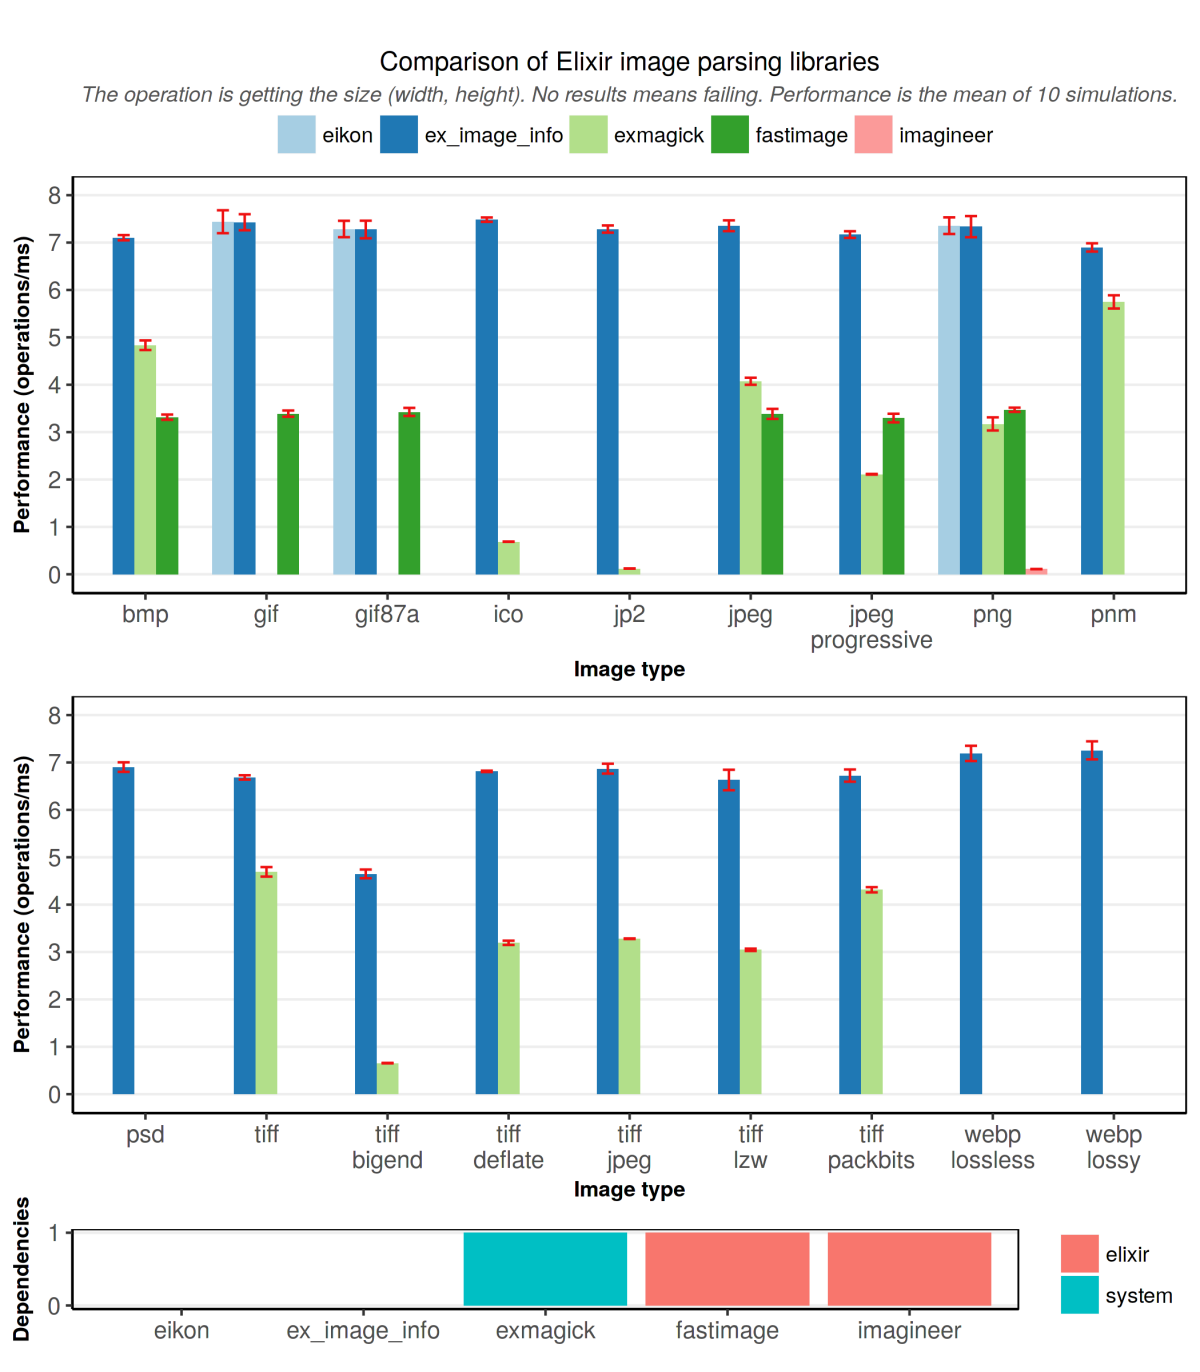 Comparison of Elixir image parsing libraries
The operation is getting the size (width, height). No results means failing. Performance is the mean of 10 simulations.
eikon ex_image_info exmagick fastimage imagineer
Performance (operations/ms)
8
7
6
5
4
3
2
1
0
bmp gif gif87a ico jp2 jpeg jpeg png pnm
progressive
Image type
Performance (operations/ms)
8
7
6
5
4
3
2
1
0
psd tiff tiff tiff tiff tiff tiff webp webp
bigend deflate jpeg lzw packbits lossless lossy
Image type
Dependencies
1
0
eikon ex_image_info exmagick fastimage imagineer
elixir
system